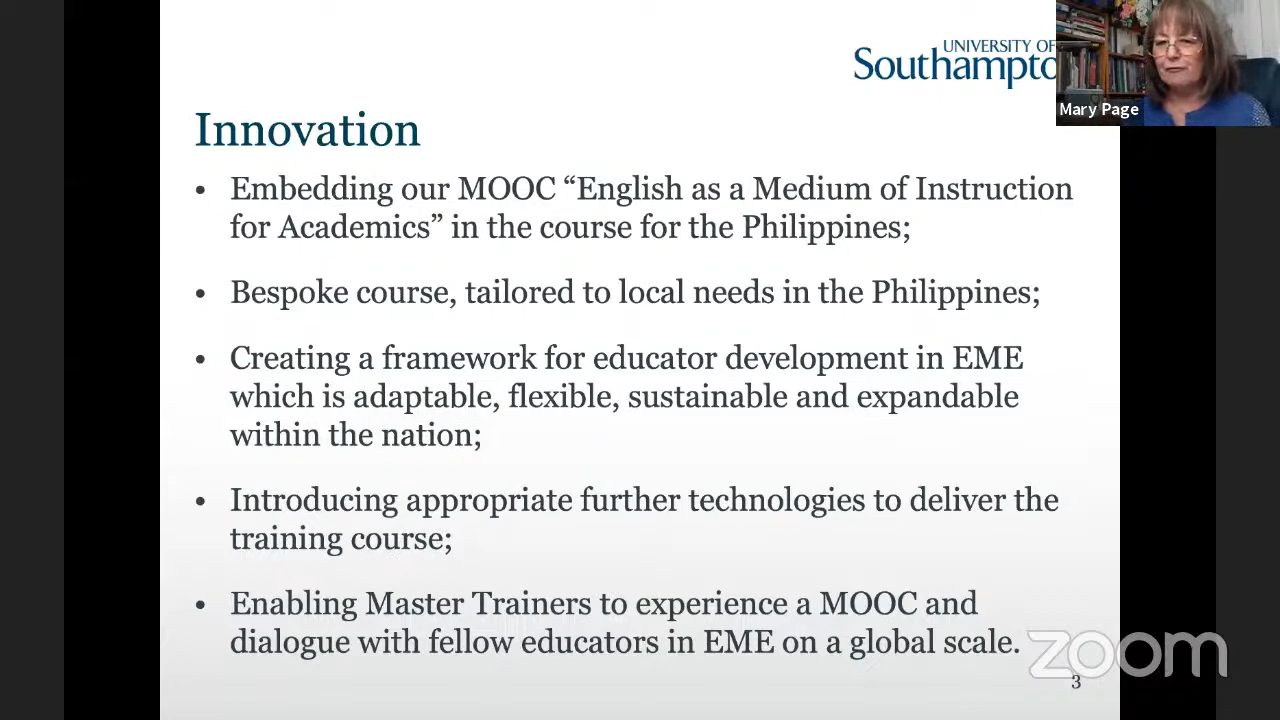 UNIVERSITY OF
Southampto
Mary Page
Innovation
• Embedding our MOOC “English as a Medium of Instruction
for Academics” in the course for the Philippines;
• Bespoke course, tailored to local needs in the Philippines;
• Creating a framework for educator development in EME
which is adaptable, flexible, sustainable and expandable
within the nation;
• Introducing appropriate further technologies to deliver the
training course;
• Enabling Master Trainers to experience a MOOC and
dialogue with fellow educators in EME on a global scale.
zoom
3